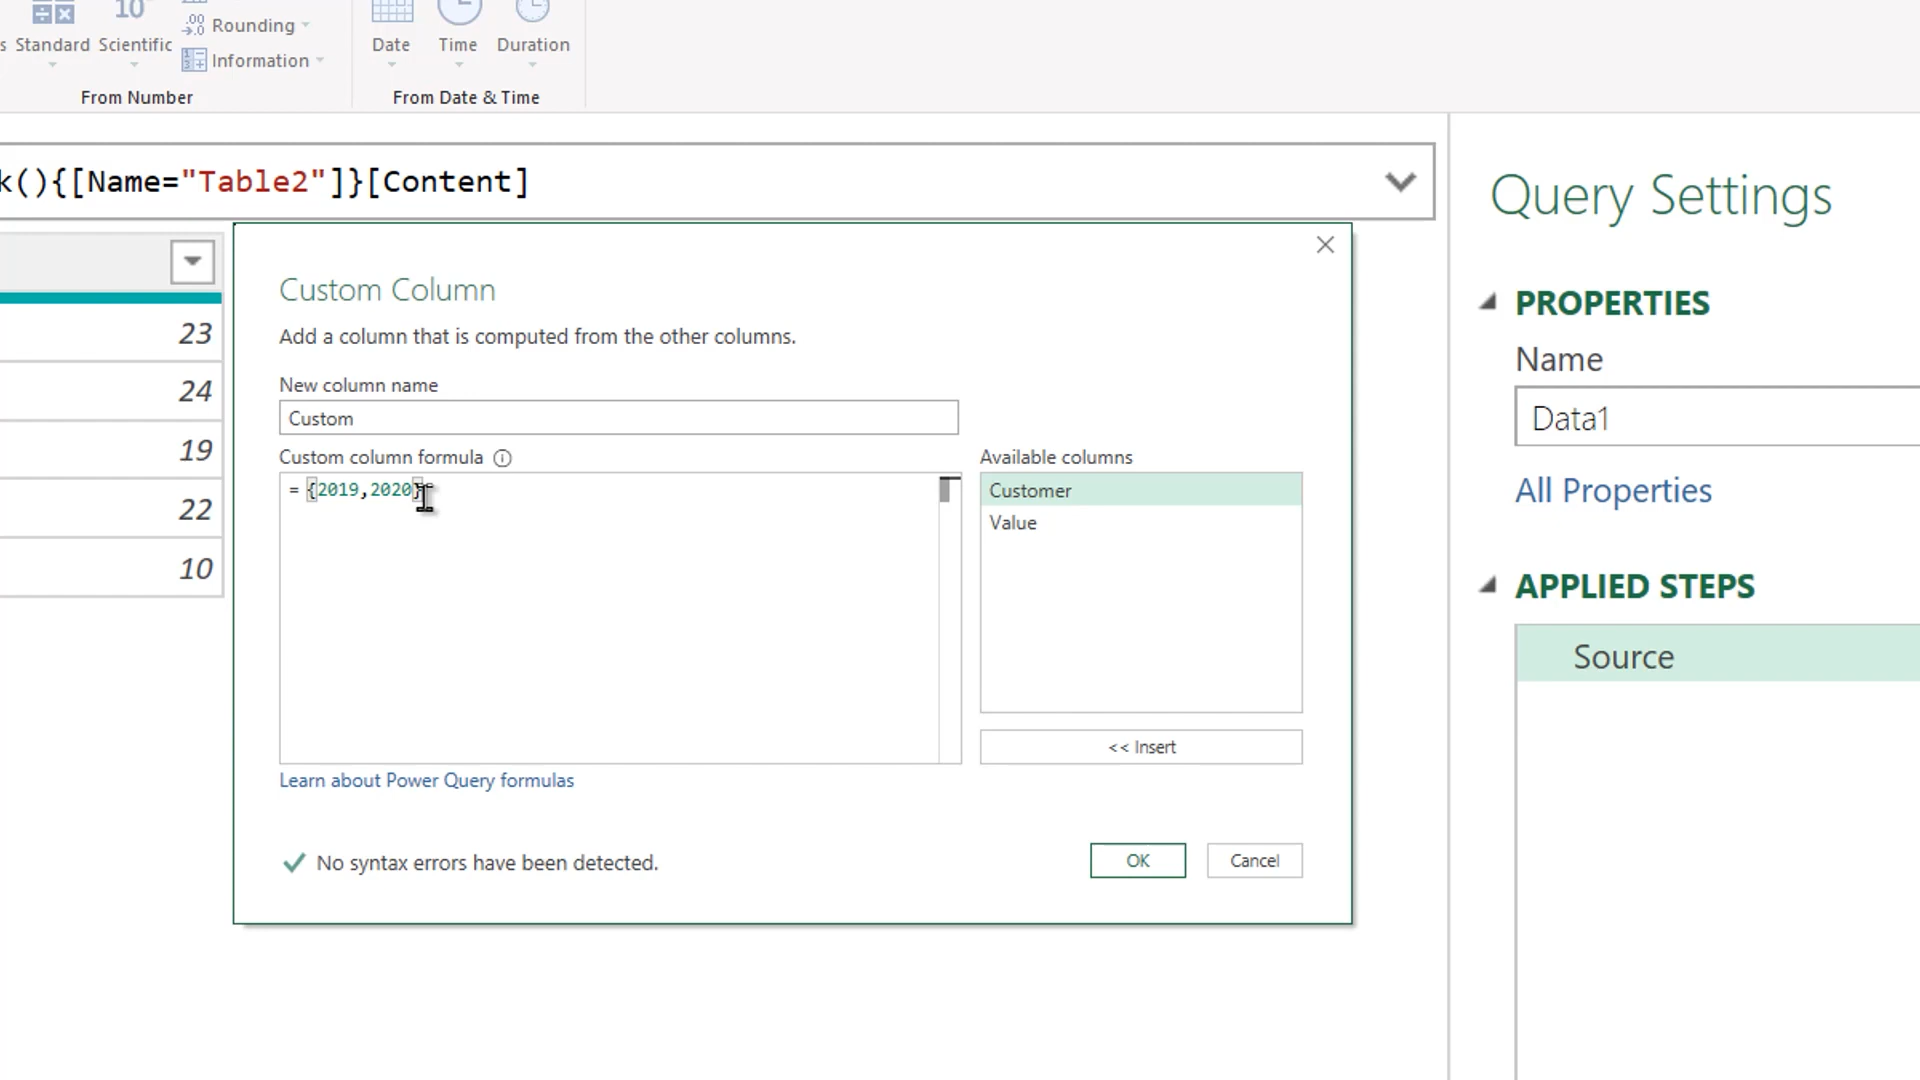 s Standard Scientific
10
.00 Rounding
Information
Date Time Duration
From Number
From Date & Time
k(){[Name="Table2"]}[Content]
23
24
19
22
10
Custom Column
Add a column that is computed from the other columns.
New column name
Custom
Custom column formula
= {2019,2020}
Available columns
Customer
Value
<< Insert
Learn about Power Query formulas
No syntax errors have been detected.
OK
Cancel
Query Settings
PROPERTIES
Name
Data1
All Properties
APPLIED STEPS
Source